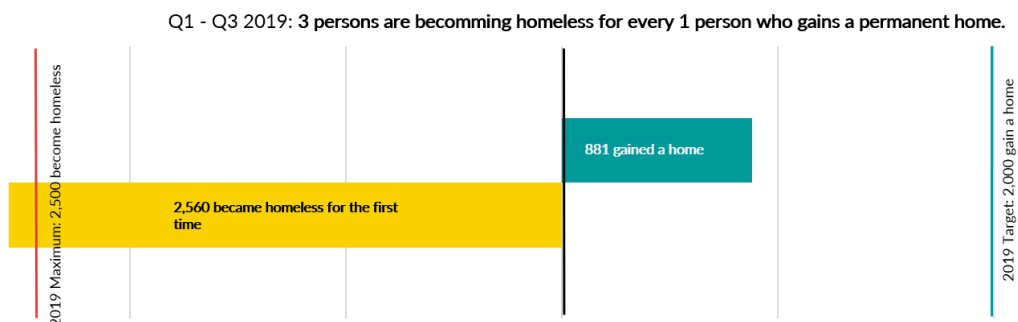 Q1 - Q3 2019: 3 persons are becomming homeless for every 1 person who gains a permanent home.
2019 Maximum: 2,500 become homeless
881 gained a home
2,560 became homeless for the first
time
2019 Target: 2,000 gain a home